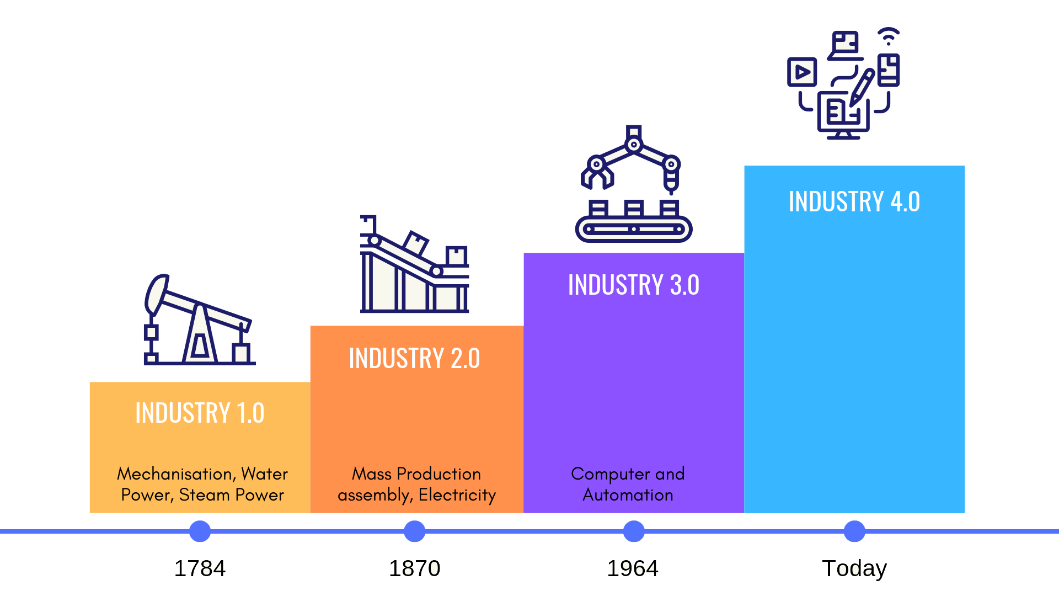 INDUSTRY 4.0
INDUSTRY 3.0
INDUSTRY 2.0
INDUSTRY 1.0
Mechanisation, Water
Power, Steam Power
Mass Production
assembly, Electricity
Computer and
Automation
1784
1870
1964
Today